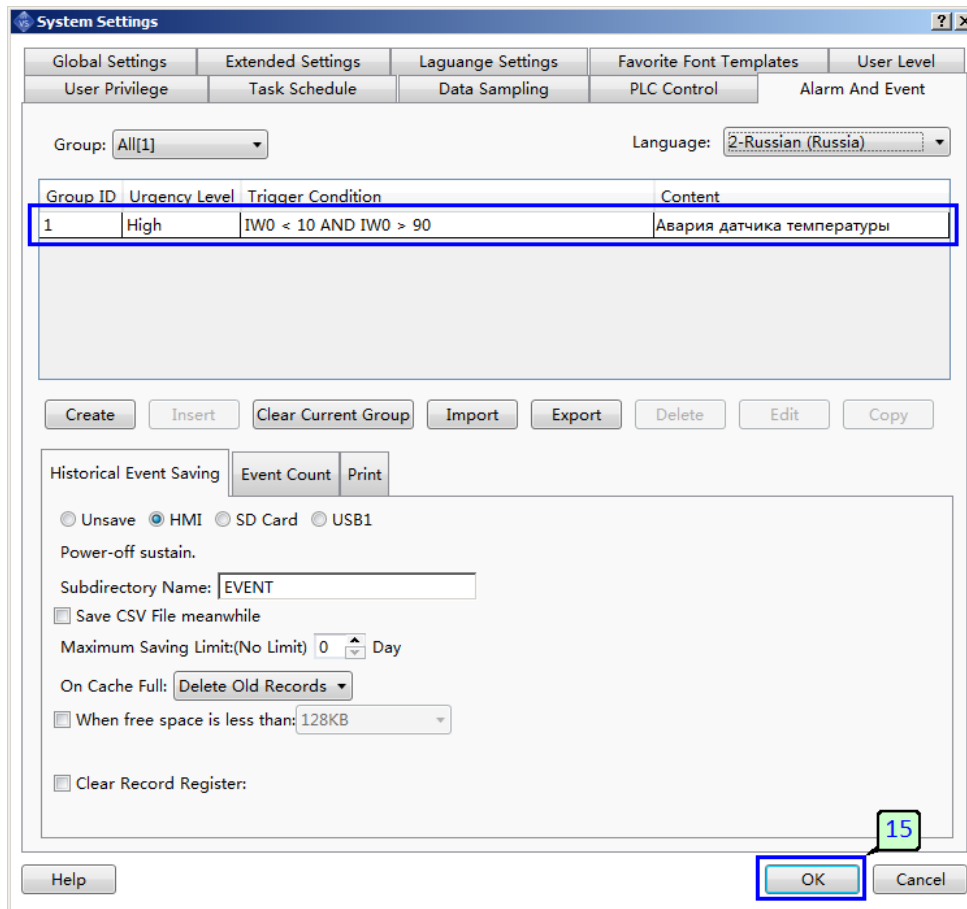 System Settings
Global Settings Extended Settings Laguange Settings Favorite Font Templates User Level
User Privilege Task Schedule Data Sampling PLC Control Alarm And Event
Group: All[1] Language: 2-Russian (Russia)
Group ID Urgency Level Trigger Condition Content
1 High IW0 < 10 AND IW0 > 90 Авария датчика температуры
Create Insert Clear Current Group Import Export Delete Edit Copy
Historical Event Saving Event Count Print
Unsave HMI SD Card USB1
Power-off sustain.
Subdirectory Name: EVENT
Save CSV File meanwhile
Maximum Saving Limit:(No Limit) 0 Day
On Cache Full: Delete Old Records
When free space is less than: 128KB
Clear Record Register:
15
Help OK Cancel